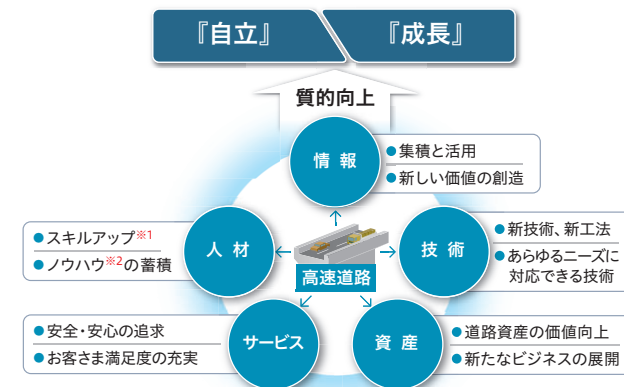 『自立』
『成長』
質的向上
情報
●集積と活用
●新しい価値の創造
人材
●スキルアップ※1
●ノウハウ※2の蓄積
技術
●新技術、新工法
●あらゆるニーズに
対応できる技術
高速道路
サービス
●安全・安心の追求
●お客さま満足度の充実
資産
●道路資産の価値向上
●新たなビジネスの展開